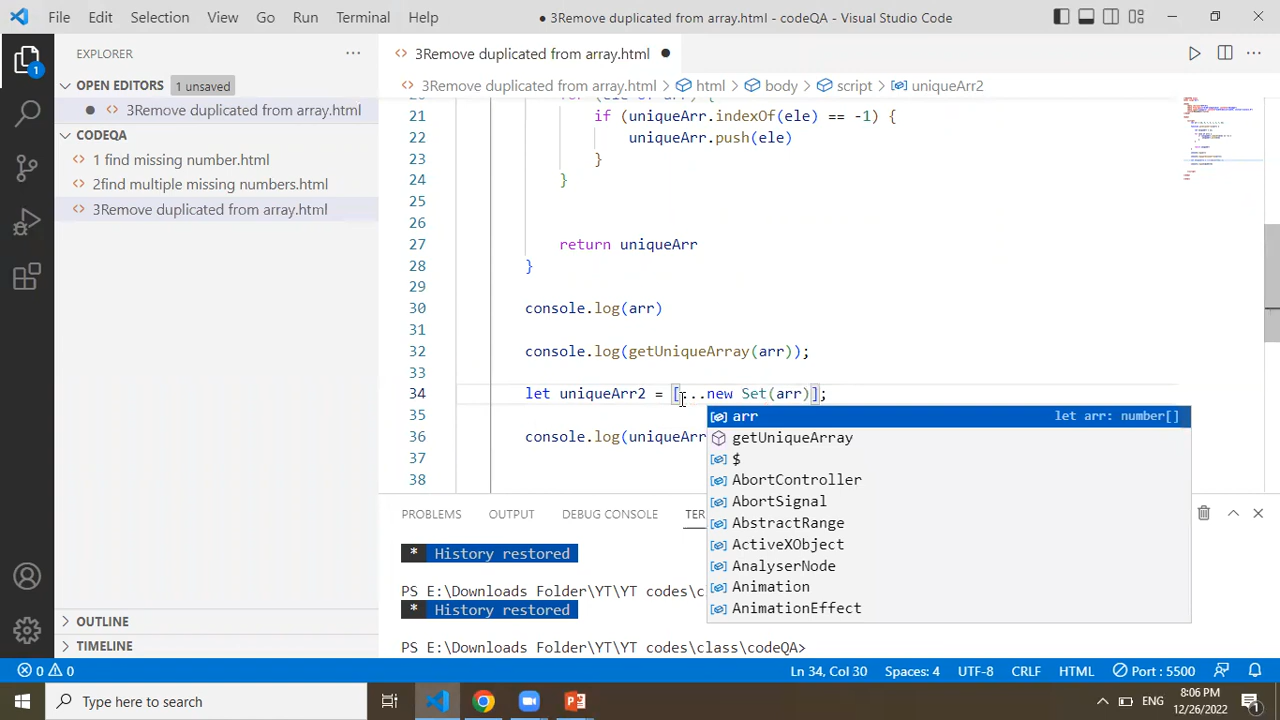 File Edit Selection View Go Run Terminal Help
● 3Remove duplicated from array.html - codeQA - Visual Studio Code
EXPLORER
OPEN EDITORS 1 unsaved
3Remove duplicated from array.html
CODEQA
1 find missing number.html
2find multiple missing numbers.html
3Remove duplicated from array.html
OUTLINE
TIMELINE
1
3Remove duplicated from array.html ●
3Remove duplicated from array.html > html > body > script > uniqueArr2
21 if (uniqueArr.indexOf(ele) == -1) {
22 uniqueArr.push(ele)
23 }
24 }
25
26
27 return uniqueArr
28 }
29
30 console.log(arr)
31
32 console.log(getUniqueArray(arr));
33
34 let uniqueArr2 = [...new Set(arr)];
35
36 console.log(uniqueArr
37
38
arr let arr: number[]
getUniqueArray
$
AbortController
AbortSignal
AbstractRange
ActiveXObject
AnalyserNode
Animation
AnimationEffect
PROBLEMS OUTPUT DEBUG CONSOLE TER
* History restored
PS E:\Downloads Folder\YT\YT codes\c
* History restored
PS E:\Downloads Folder\YT\YT codes\class\codeQA>
0 0 Ln 34, Col 30 Spaces: 4 UTF-8 CRLF HTML Port : 5500
Type here to search
ENG
8:06 PM
12/26/2022
1